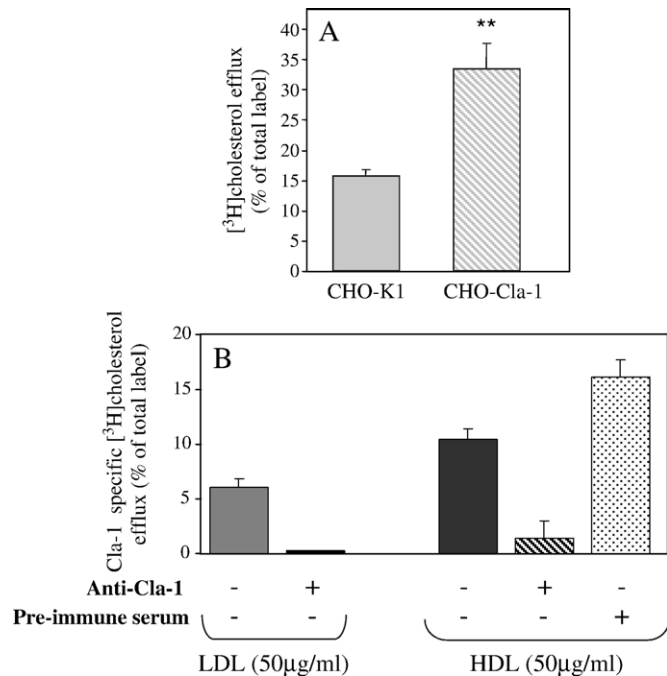 A
**
[³H]cholesterol efflux
(% of total label)
40
35
30
25
20
15
10
5
0
CHO-K1 CHO-Cla-1
B
Cla-1 specific [³H]cholesterol
efflux (% of total label)
20
15
10
5
0
Anti-Cla-1 - + - + -
Pre-immune serum - - - - +
LDL (50µg/ml) HDL (50µg/ml)